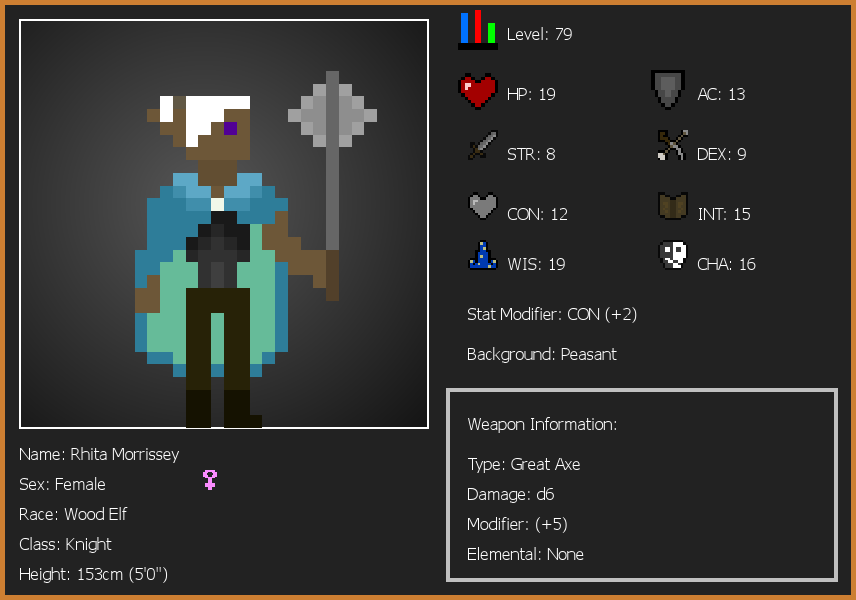 Level: 79
HP: 19
AC: 13
STR: 8
DEX: 9
CON: 12
INT: 15
WIS: 19
CHA: 16
Stat Modifier: CON (+2)
Background: Peasant
Weapon Information:
Type: Great Axe
Damage: d6
Modifier: (+5)
Elemental: None
Name: Rhita Morrissey
Sex: Female
Race: Wood Elf
Class: Knight
Height: 153cm (5'0")